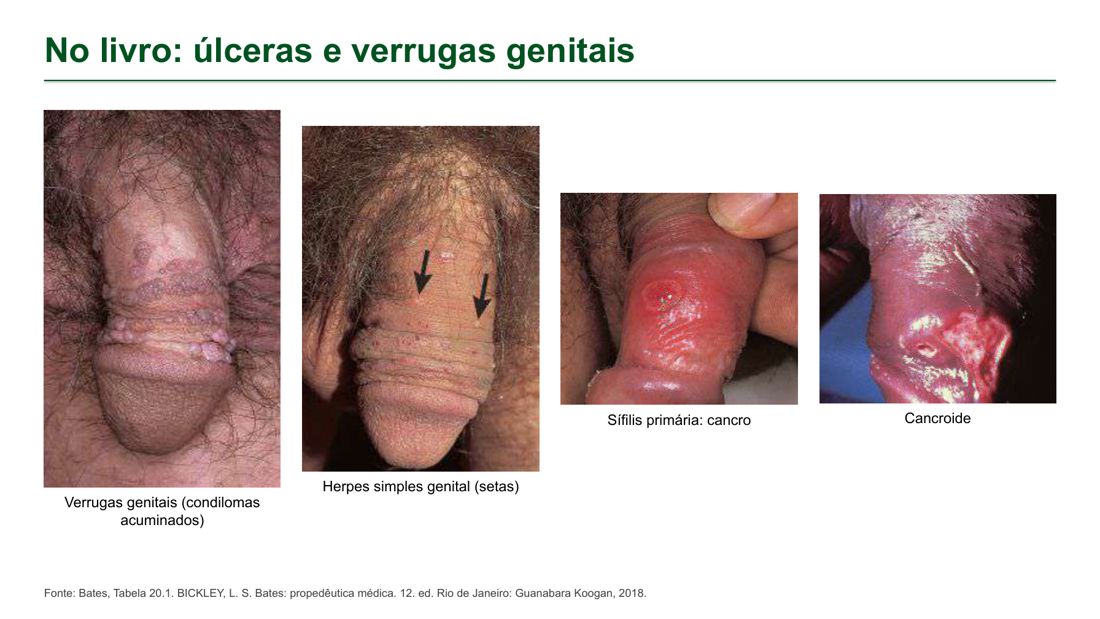 No livro: úlceras e verrugas genitais
Verrugas genitais (condilomas
acuminados)
Herpes simples genital (setas)
Sífilis primária: cancro
Cancroide
Fonte: Bates, Tabela 20.1. BICKLEY, L. S. Bates: propedêutica médica. 12. ed. Rio de Janeiro: Guanabara Koogan, 2018.